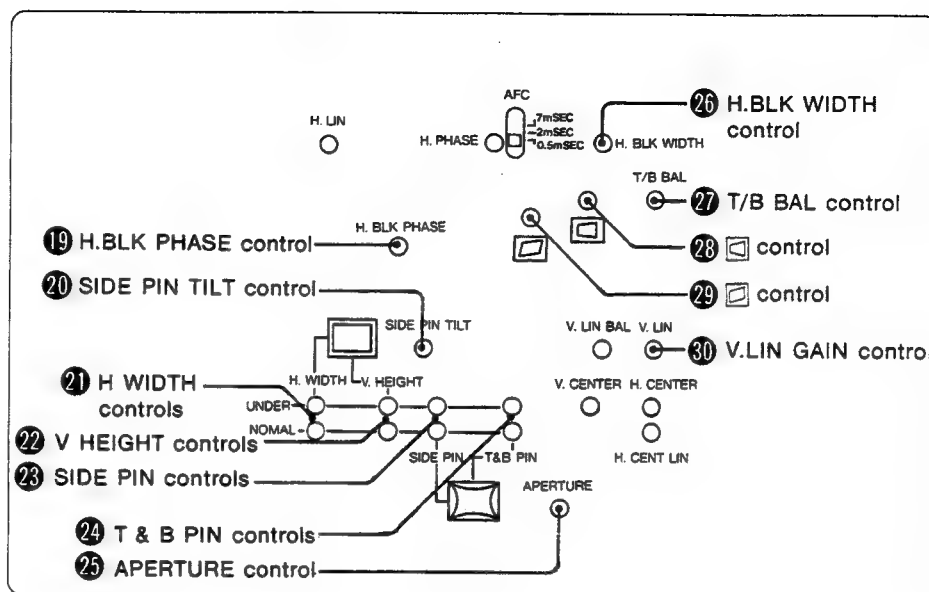 AFC
7mSEC
2mSEC
0.5mSEC
H. LIN
H. PHASE
H. BLK WIDTH
26 H.BLK WIDTH
control
T/B BAL
27 T/B BAL control
19 H.BLK PHASE control
H. BLK PHASE
28 control
20 SIDE PIN TILT control
29 control
SIDE PIN TILT
V. LIN BAL V. LIN
30 V.LIN GAIN control
21 H WIDTH
controls
H. WIDTH V. HEIGHT
V. CENTER H. CENTER
UNDER
NOMAL
22 V HEIGHT controls
SIDE PIN T&B PIN
H. CENT LIN
23 SIDE PIN controls
APERTURE
24 T & B PIN controls
25 APERTURE control